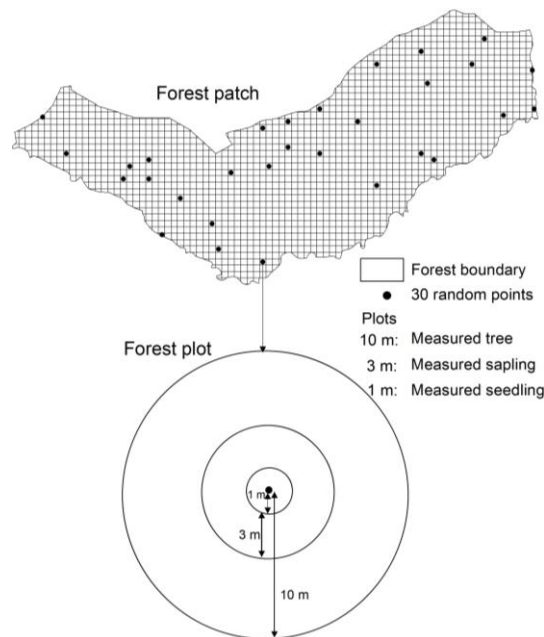 Forest patch
Forest boundary
30 random points
Plots
10 m: Measured tree
3 m: Measured sapling
1 m: Measured seedling
Forest plot
1 m
3 m
10 m